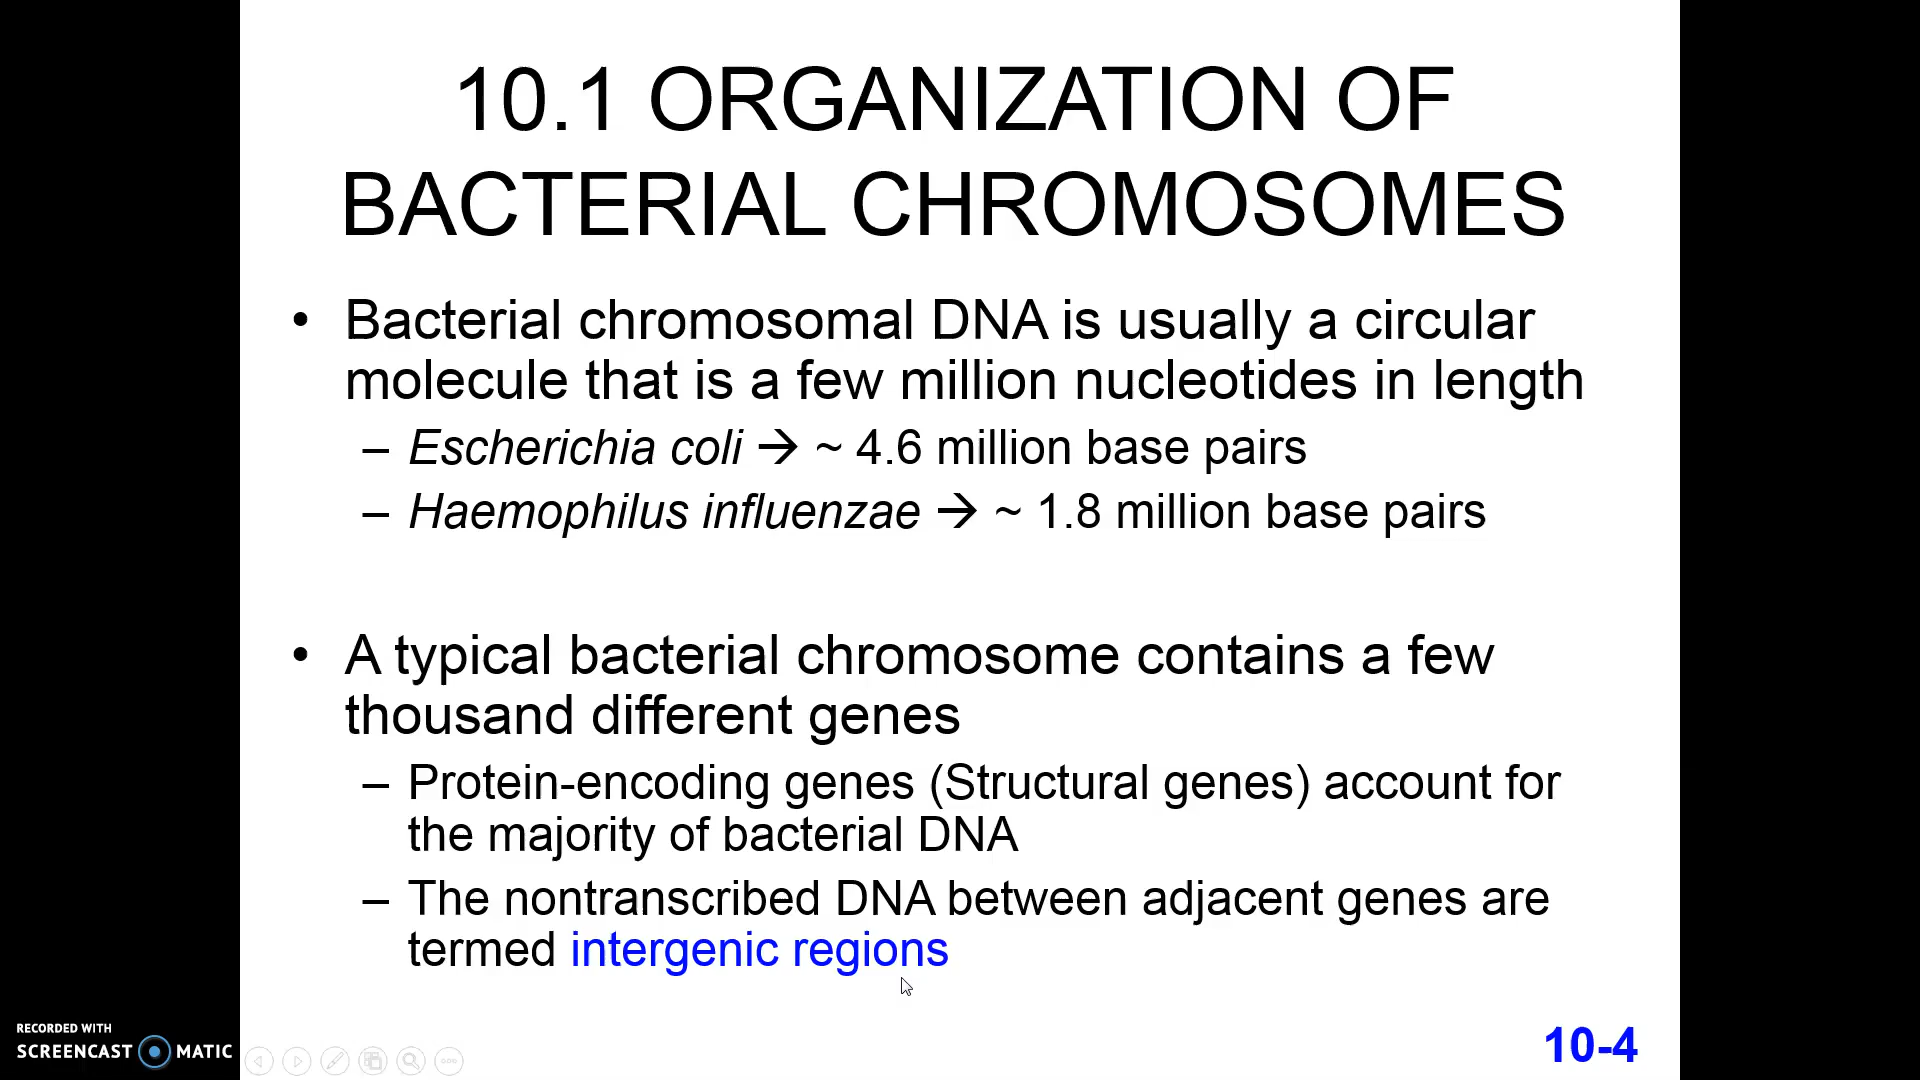 10.1 ORGANIZATION OF
BACTERIAL CHROMOSOMES
• Bacterial chromosomal DNA is usually a circular
molecule that is a few million nucleotides in length
– Escherichia coli → ~ 4.6 million base pairs
– Haemophilus influenzae → ~ 1.8 million base pairs
• A typical bacterial chromosome contains a few
thousand different genes
– Protein-encoding genes (Structural genes) account for
the majority of bacterial DNA
– The nontranscribed DNA between adjacent genes are
termed intergenic regions
10-4
RECORDED WITH
SCREENCAST MATIC